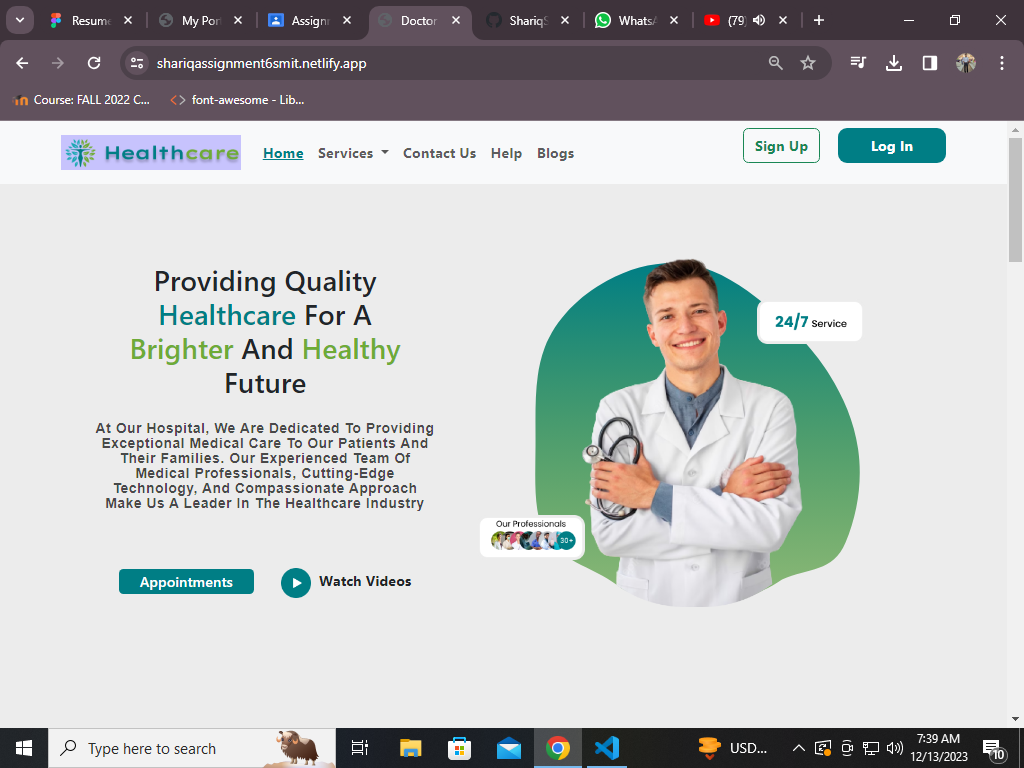 Resume
My Por
Assignm
Doctor
ShariqS
WhatsA
(79)
shariqassignment6smit.netlify.app
Course: FALL 2022 C...
font-awesome - Lib...
Healthcare
Home
Services
Contact Us
Help
Blogs
Sign Up
Log In
Providing Quality
Healthcare For A
Brighter And Healthy
Future
At Our Hospital, We Are Dedicated To Providing
Exceptional Medical Care To Our Patients And
Their Families. Our Experienced Team Of
Medical Professionals, Cutting-Edge
Technology, And Compassionate Approach
Make Us A Leader In The Healthcare Industry
Appointments
Watch Videos
24/7 Service
Our Professionals
30+
Type here to search
USD...
7:39 AM
12/13/2023
10